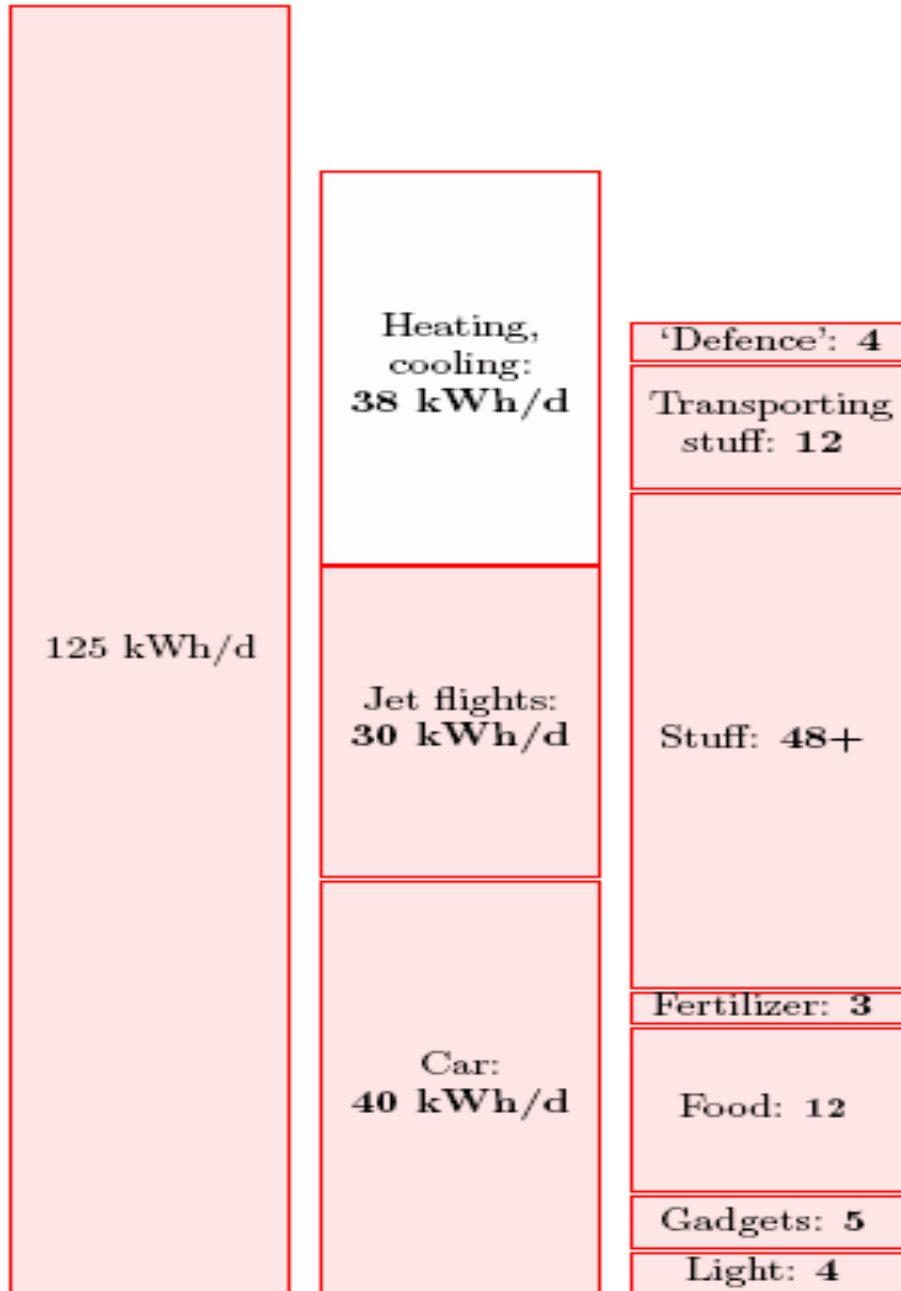 125 kWh/d
Heating,
cooling:
38 kWh/d
Jet flights:
30 kWh/d
Car:
40 kWh/d
‘Defence’: 4
Transporting
stuff: 12
Stuff: 48+
Fertilizer: 3
Food: 12
Gadgets: 5
Light: 4